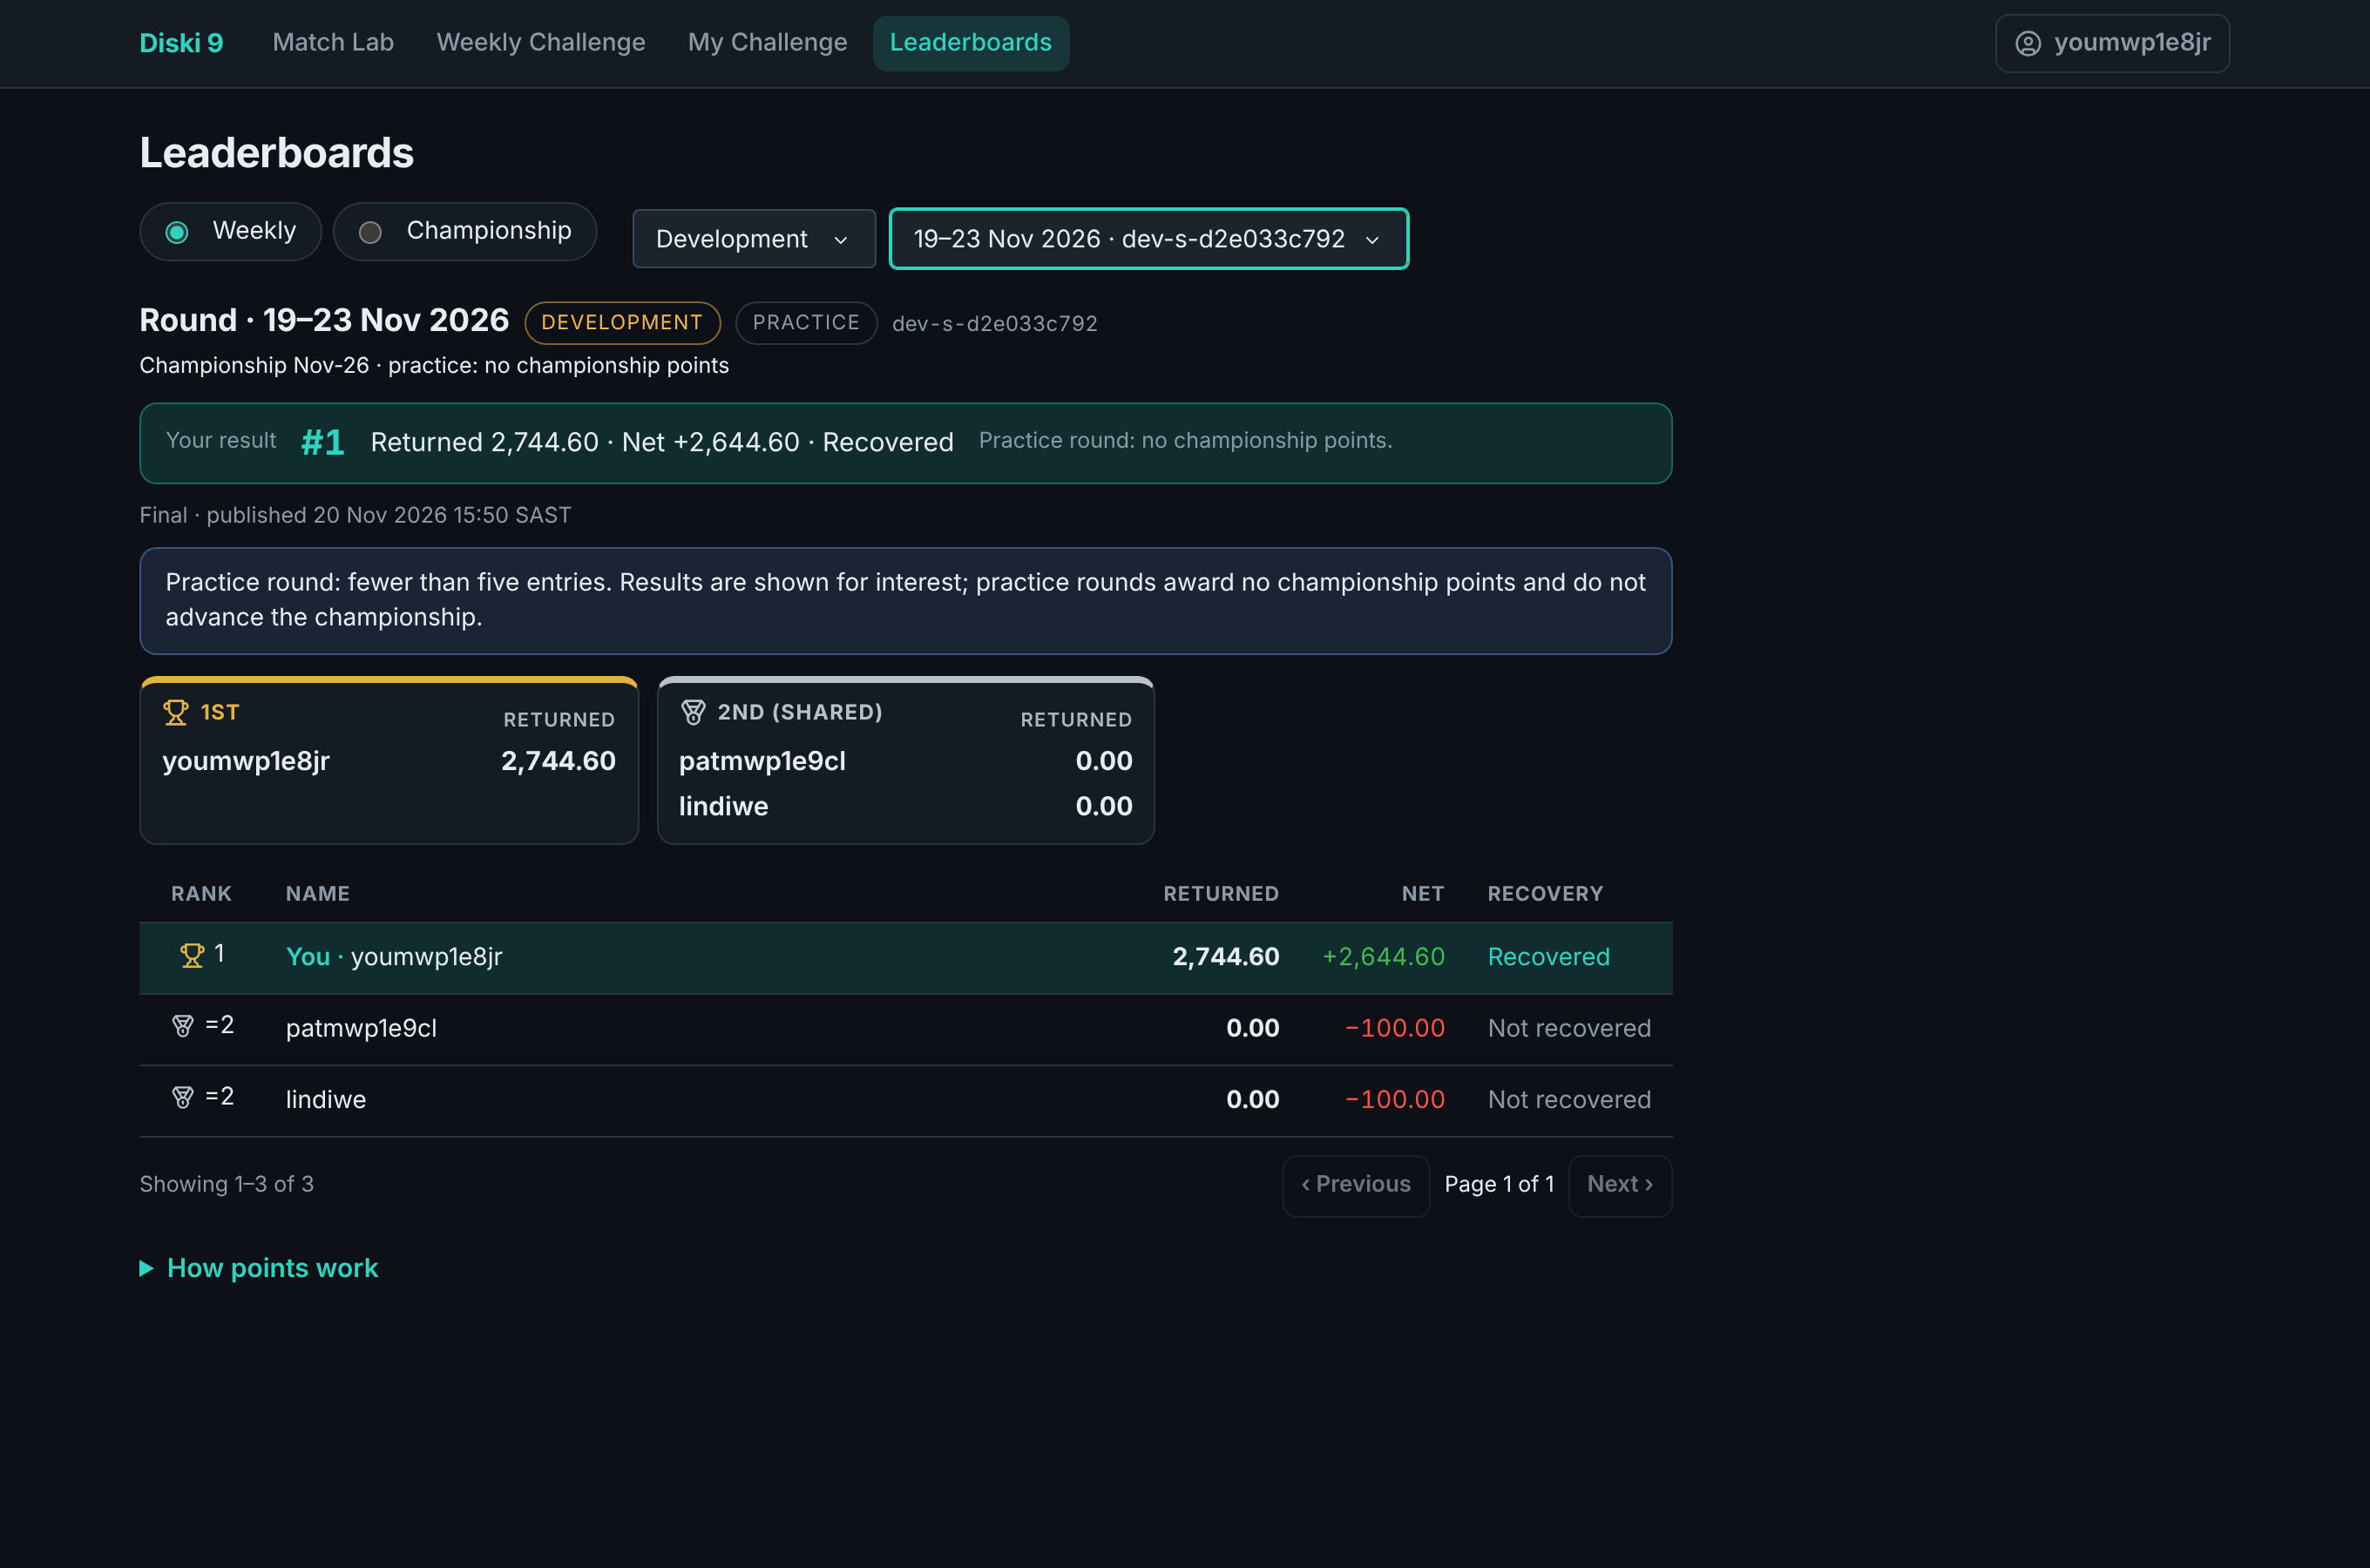 Diski 9 Match Lab Weekly Challenge My Challenge Leaderboards youmwp1e8jr
Leaderboards
Weekly Championship Development 19–23 Nov 2026 · dev-s-d2e033c792
Round · 19–23 Nov 2026 DEVELOPMENT PRACTICE dev-s-d2e033c792
Championship Nov-26 · practice: no championship points
Your result #1 Returned 2,744.60 · Net +2,644.60 · Recovered Practice round: no championship points.
Final · published 20 Nov 2026 15:50 SAST
Practice round: fewer than five entries. Results are shown for interest; practice rounds award no championship points and do not
advance the championship.
1ST RETURNED
youmwp1e8jr 2,744.60
2ND (SHARED) RETURNED
patmwp1e9cl 0.00
lindiwe 0.00
RANK NAME RETURNED NET RECOVERY
1 You · youmwp1e8jr 2,744.60 +2,644.60 Recovered
=2 patmwp1e9cl 0.00 −100.00 Not recovered
=2 lindiwe 0.00 −100.00 Not recovered
Showing 1–3 of 3 ‹ Previous Page 1 of 1 Next ›
▶ How points work